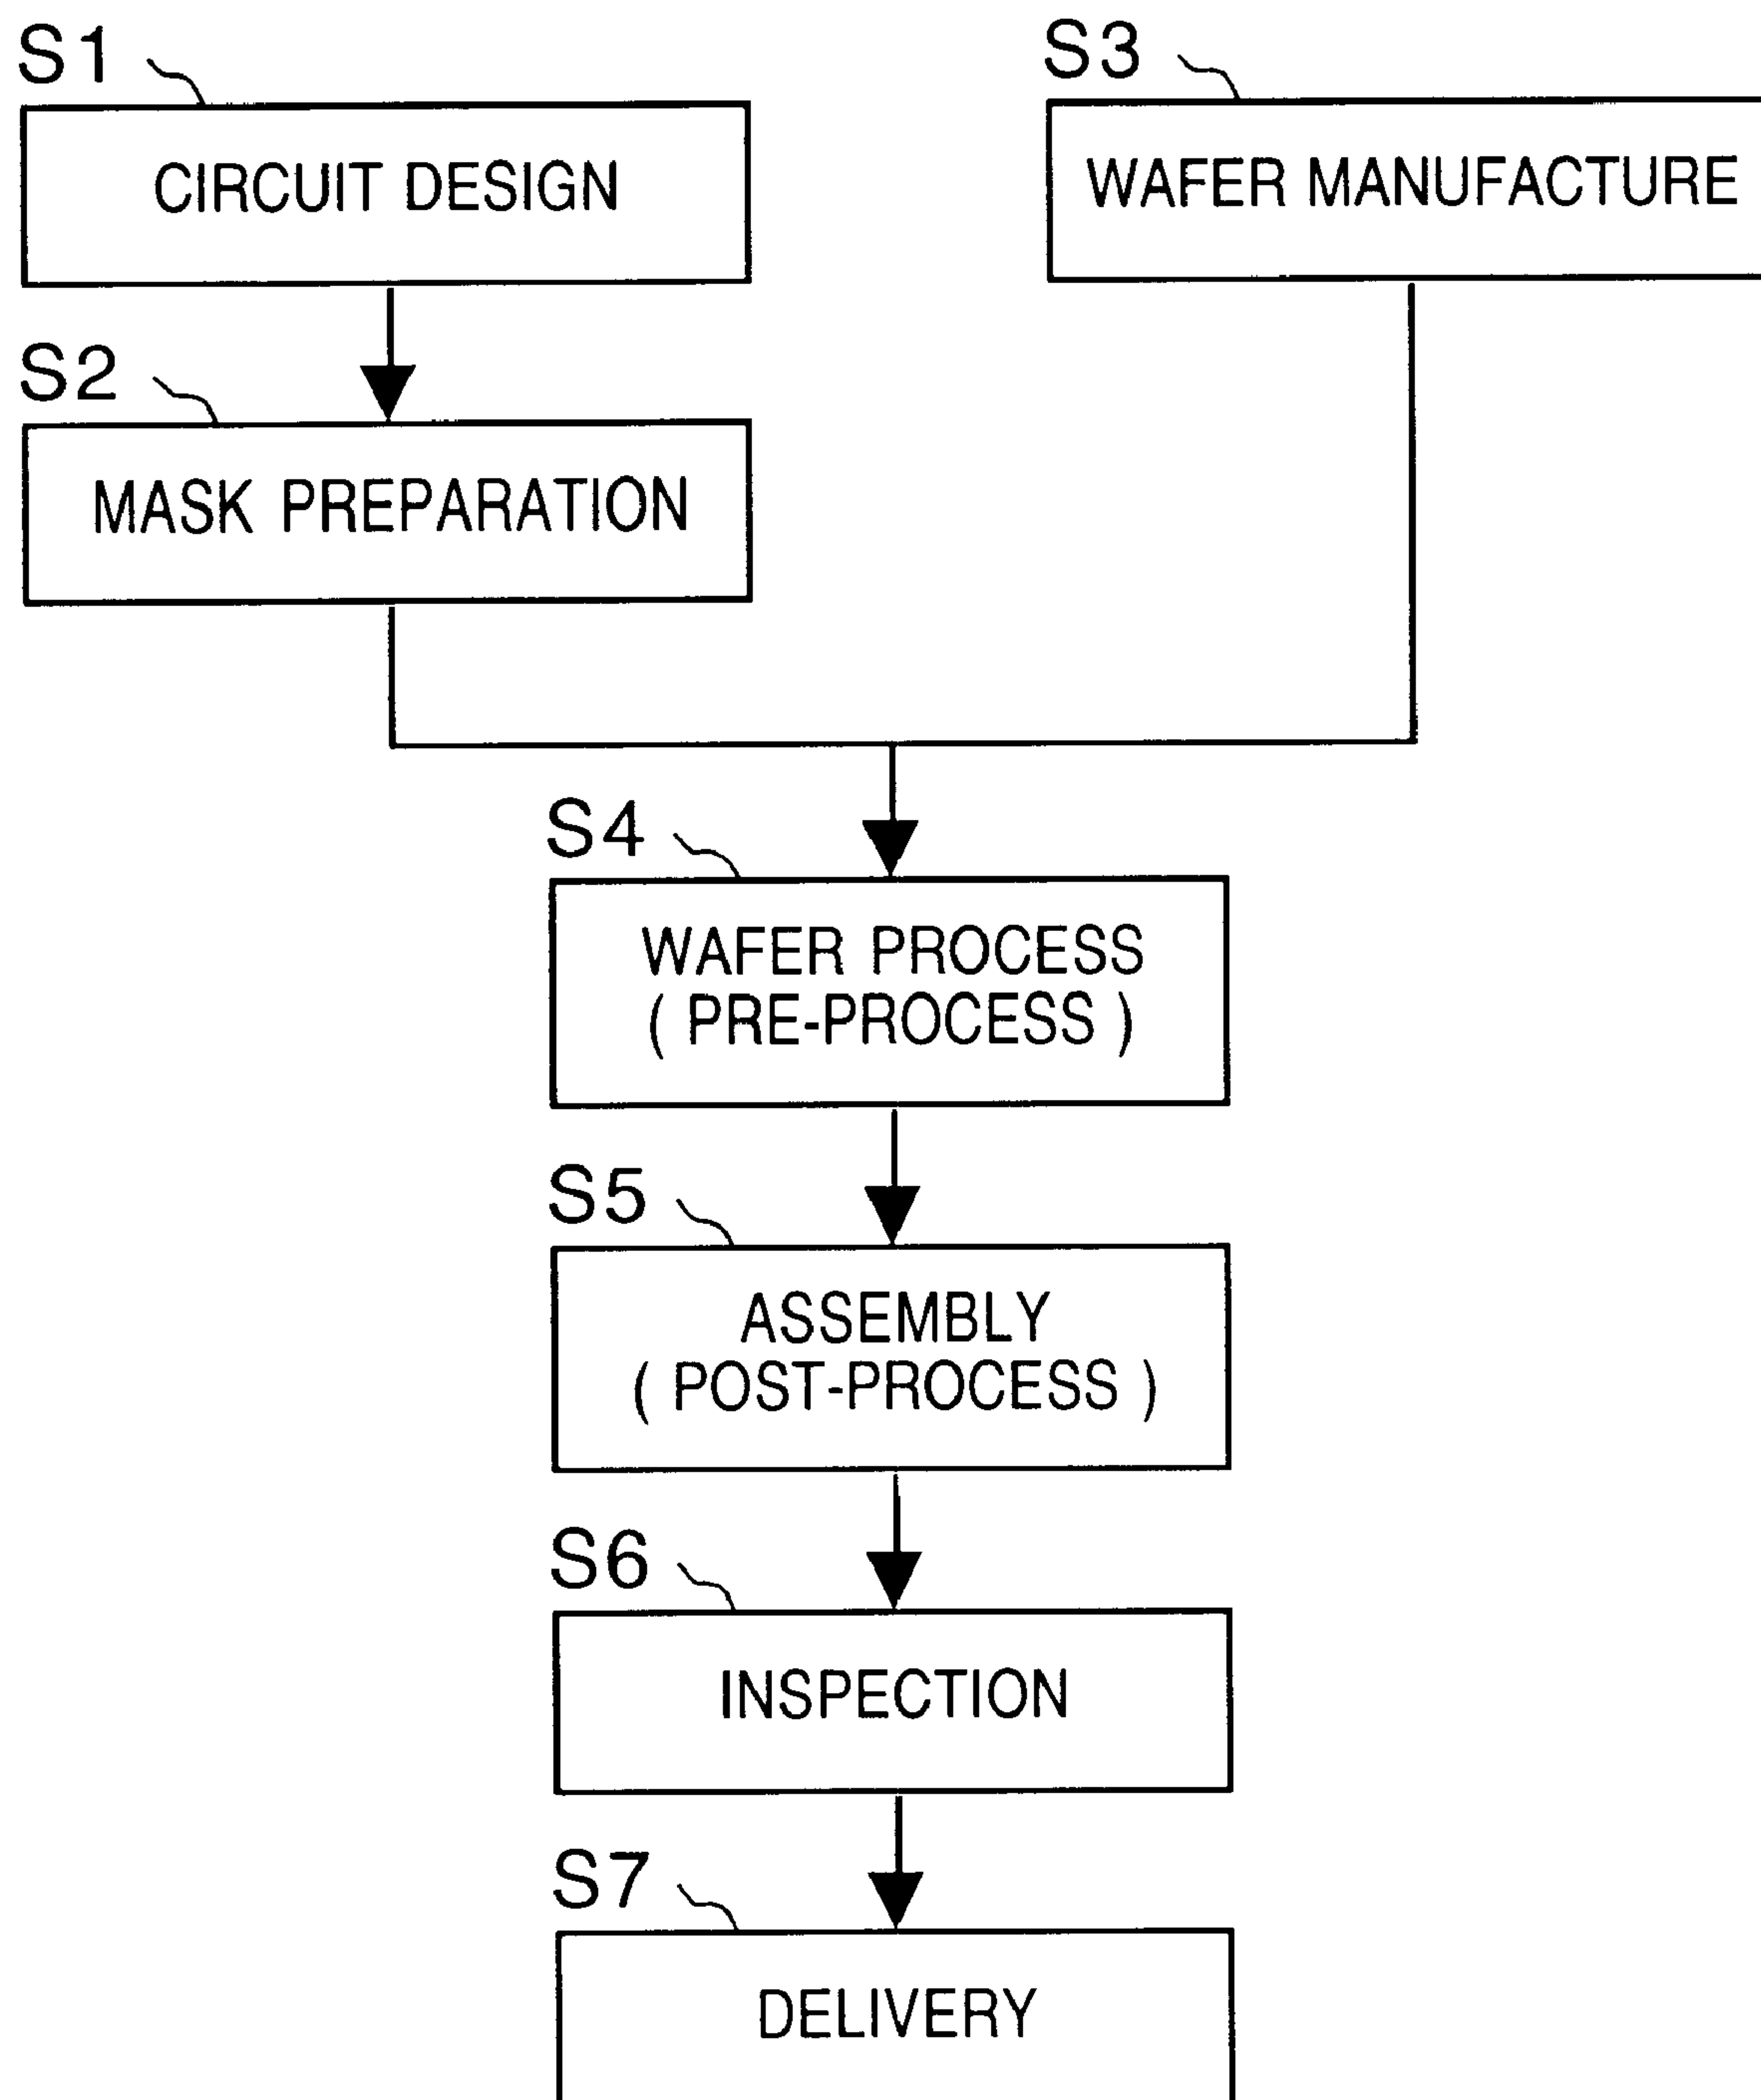 S1
CIRCUIT DESIGN
S3
WAFER MANUFACTURE
S2
MASK PREPARATION
S4
WAFER PROCESS
( PRE-PROCESS )
S5
ASSEMBLY
( POST-PROCESS )
S6
INSPECTION
S7
DELIVERY